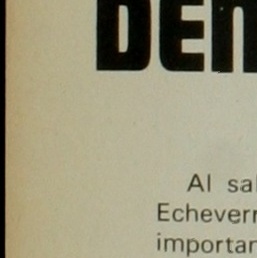 DEN
Al sal
Echeverr
importan